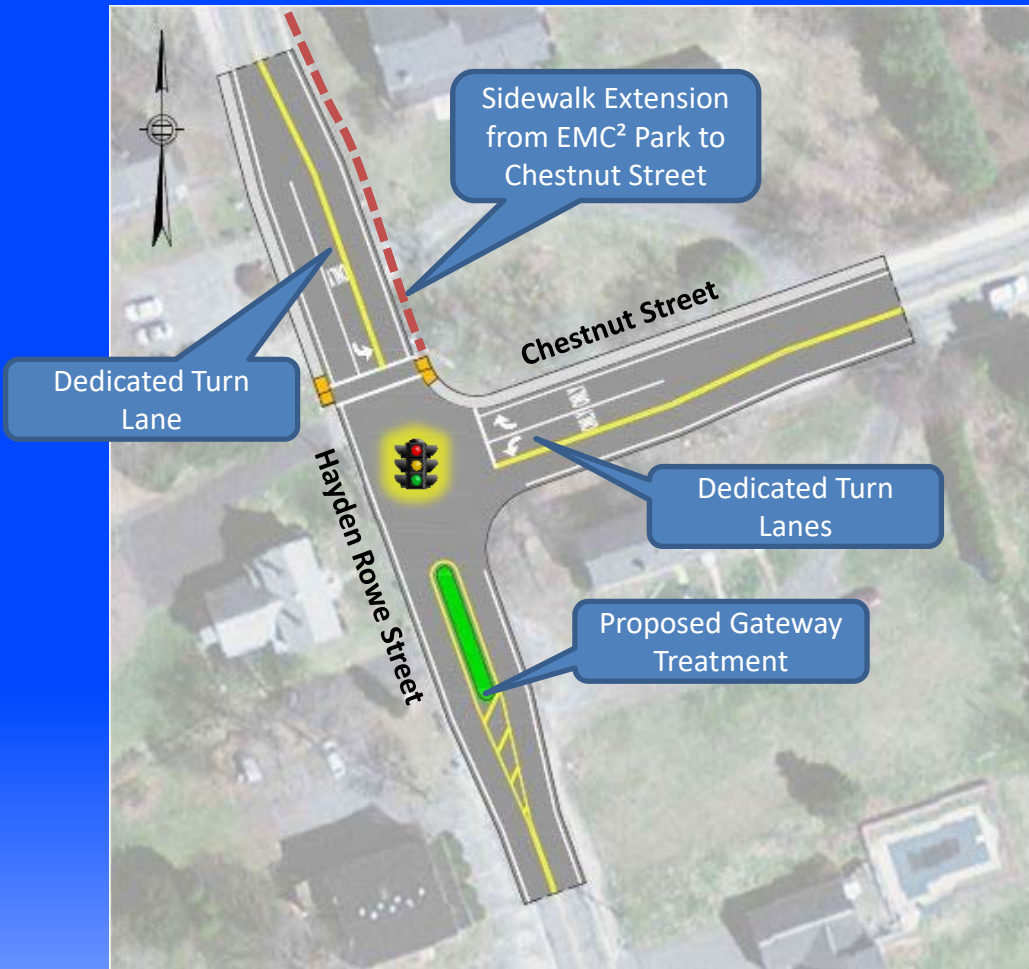 Sidewalk Extension
from EMC² Park to
Chestnut Street
Chestnut Street
Dedicated Turn
Lane
Hayden Rowe Street
Dedicated Turn
Lanes
Proposed Gateway
Treatment